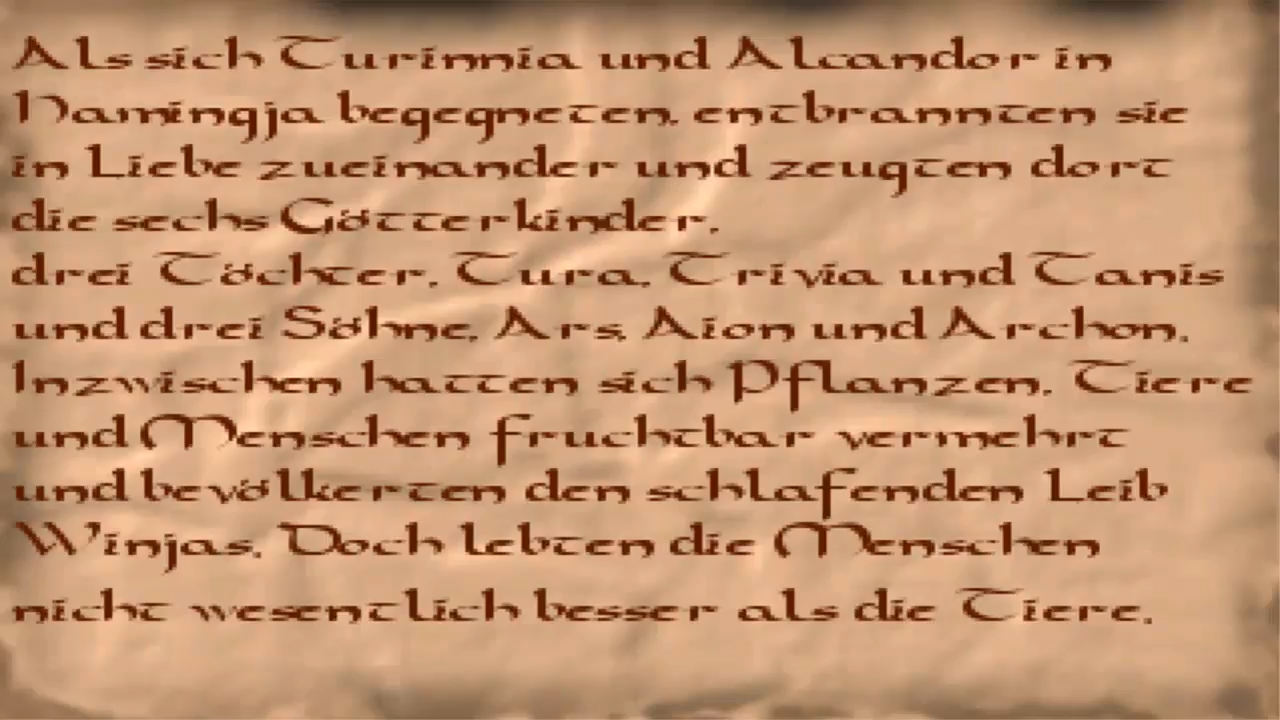 Als sich Turinnia und Alcandor in
Hamingja begegneten, entbrannten sie
in Liebe zueinander und zeugten dort
die sechs Götterkinder,
drei Töchter, Tura, Trivia und Tanis
und drei Söhne, Ars, Aion und Archon.
Inzwischen hatten sich Pflanzen, Tiere
und Menschen fruchtbar vermehrt
und bevölkerten den schlafenden Leib
W'injas. Doch lebten die Menschen
nicht wesentlich besser als die Tiere.